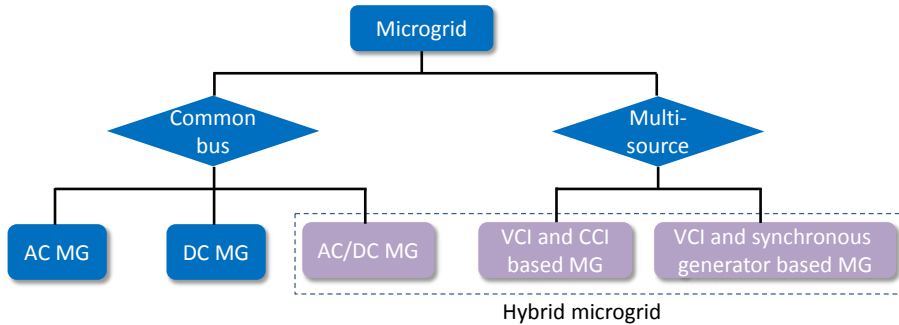 Microgrid
Common
bus
Multi-
source
AC MG
DC MG
AC/DC MG
VCI and CCI
based MG
VCI and synchronous
generator based MG
Hybrid microgrid